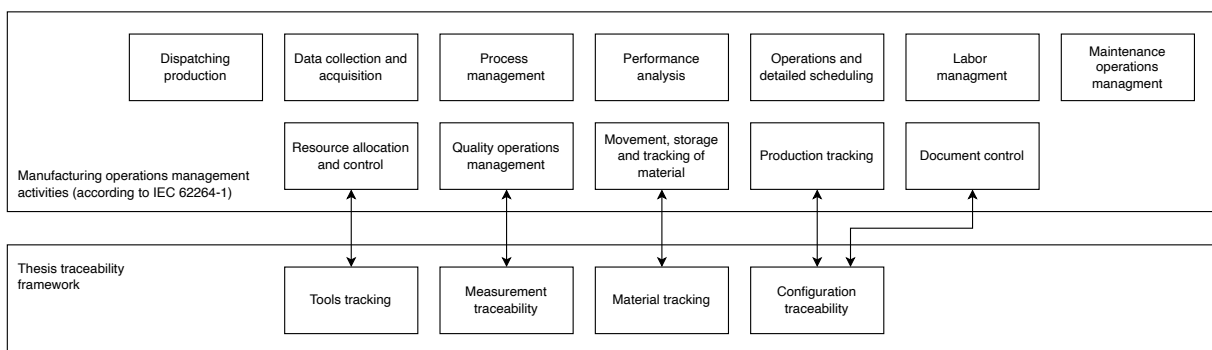 Dispatching
production
Data collection and
acquisition
Process
management
Performance
analysis
Operations and
detailed scheduling
Labor
managment
Maintenance
operations
managment
Resource allocation
and control
Quality operations
management
Movement, storage
and tracking of
material
Production tracking
Document control
Manufacturing operations management
activities (according to IEC 62264-1)
Thesis traceability
framework
Tools tracking
Measurement
traceability
Material tracking
Configuration
traceability